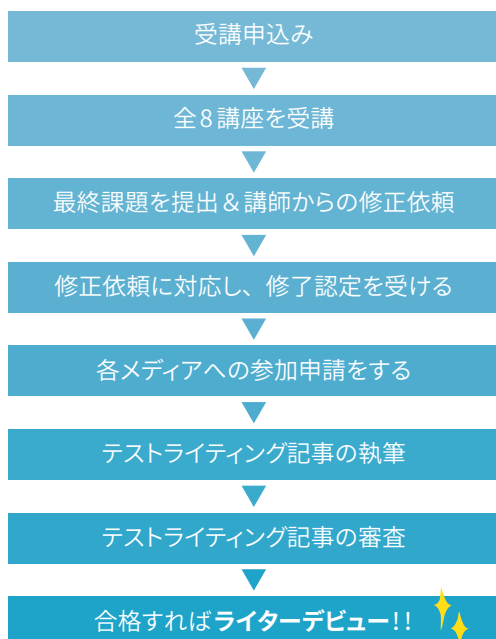 受講申込み
全8講座を受講
最終課題を提出＆講師からの修正依頼
修正依頼に対応し、修了認定を受ける
各メディアへの参加申請をする
テストライティング記事の執筆
テストライティング記事の審査
合格すればライターデビュー!!